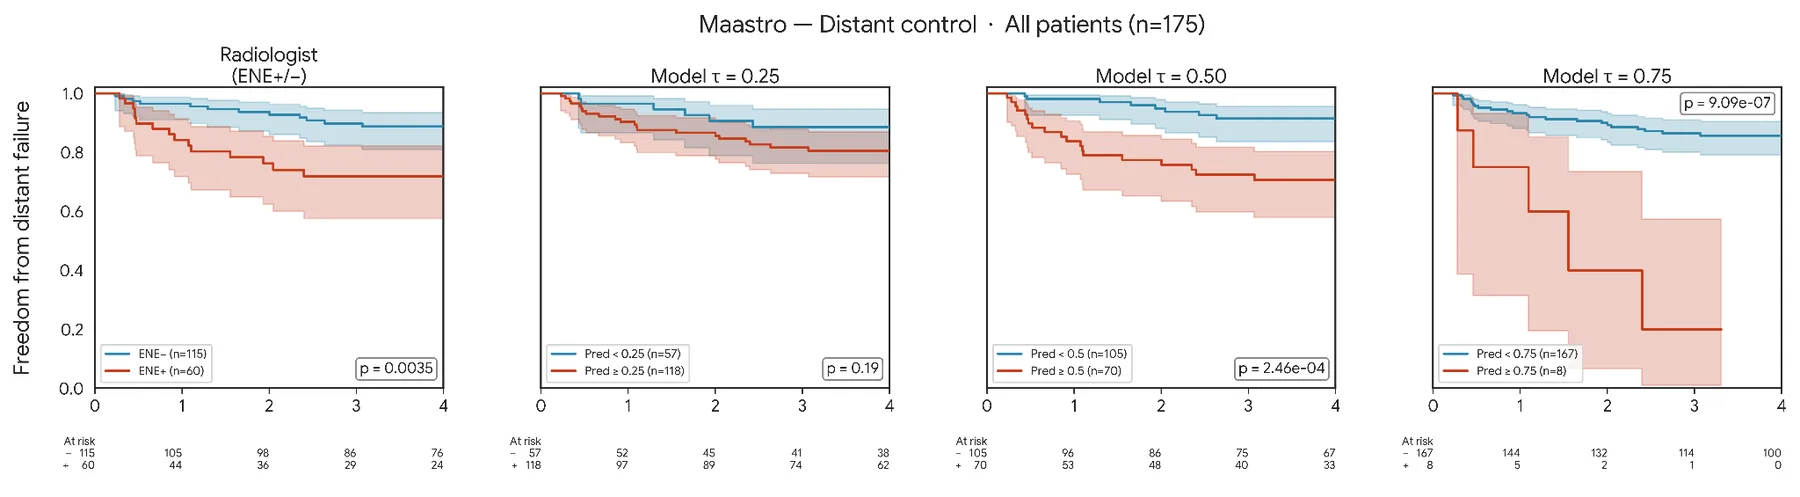 Maastro — Distant control · All patients (n=175)
Radiologist
(ENE+/−)
Model τ = 0.25
Model τ = 0.50
Model τ = 0.75
Freedom from distant failure
1.0
0.8
0.6
0.4
0.2
0.0
ENE− (n=115)
ENE+ (n=60)
p = 0.0035
0 1 2 3 4
At risk
− 115 105 98 86 76
+ 60 44 36 29 24
Pred < 0.25 (n=57)
Pred ≥ 0.25 (n=118)
p = 0.19
0 1 2 3 4
At risk
− 57 52 45 41 38
+ 118 97 89 74 62
Pred < 0.5 (n=105)
Pred ≥ 0.5 (n=70)
p = 2.46e-04
0 1 2 3 4
At risk
− 105 96 86 75 67
+ 70 53 48 40 33
p = 9.09e-07
Pred < 0.75 (n=167)
Pred ≥ 0.75 (n=8)
0 1 2 3 4
At risk
− 167 144 132 114 100
+ 8 5 2 1 0